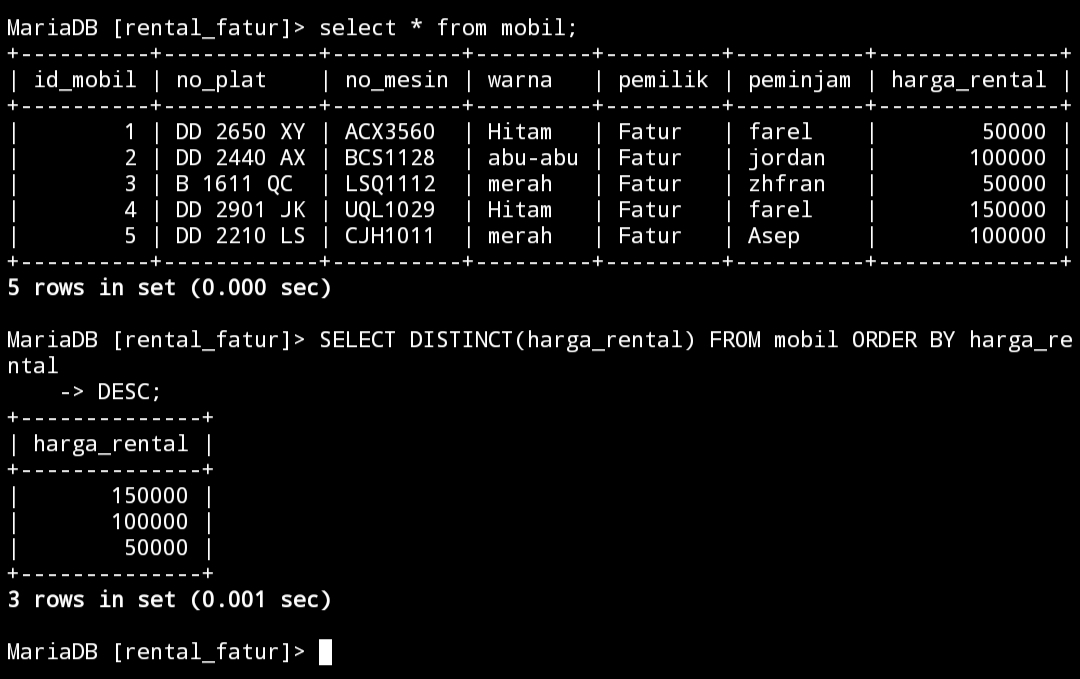 MariaDB [rental_fatur]> select * from mobil;
+----------+------------+----------+---------+---------+----------+--------------+
| id_mobil | no_plat    | no_mesin | warna   | pemilik | peminjam | harga_rental |
+----------+------------+----------+---------+---------+----------+--------------+
|        1 | DD 2650 XY | ACX3560  | Hitam   | Fatur   | farel    |        50000 |
|        2 | DD 2440 AX | BCS1128  | abu-abu | Fatur   | jordan   |       100000 |
|        3 | B 1611 QC  | LSQ1112  | merah   | Fatur   | zhfran   |        50000 |
|        4 | DD 2901 JK | UQL1029  | Hitam   | Fatur   | farel    |       150000 |
|        5 | DD 2210 LS | CJH1011  | merah   | Fatur   | Asep     |       100000 |
+----------+------------+----------+---------+---------+----------+--------------+
5 rows in set (0.000 sec)
MariaDB [rental_fatur]> SELECT DISTINCT(harga_rental) FROM mobil ORDER BY harga_re
ntal
    -> DESC;
+--------------+
| harga_rental |
+--------------+
|       150000 |
|       100000 |
|        50000 |
+--------------+
3 rows in set (0.001 sec)
MariaDB [rental_fatur]>